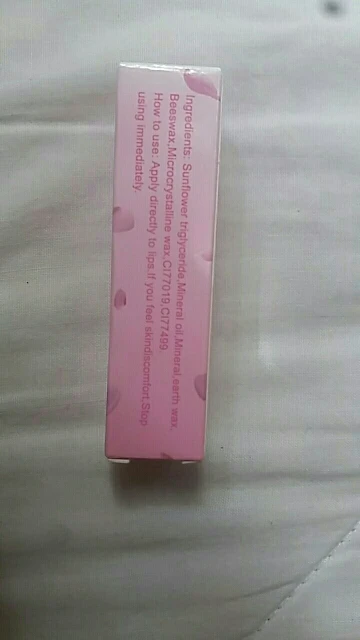 Ingredients: Sunflower triglyceride,Mineral oil,Mineral,earth wax,
Beeswax,Microcrystalline wax,CI77019,CI77499
How to use: Apply directly to lips.If you feel skindiscomfort,Stop
using immediately.